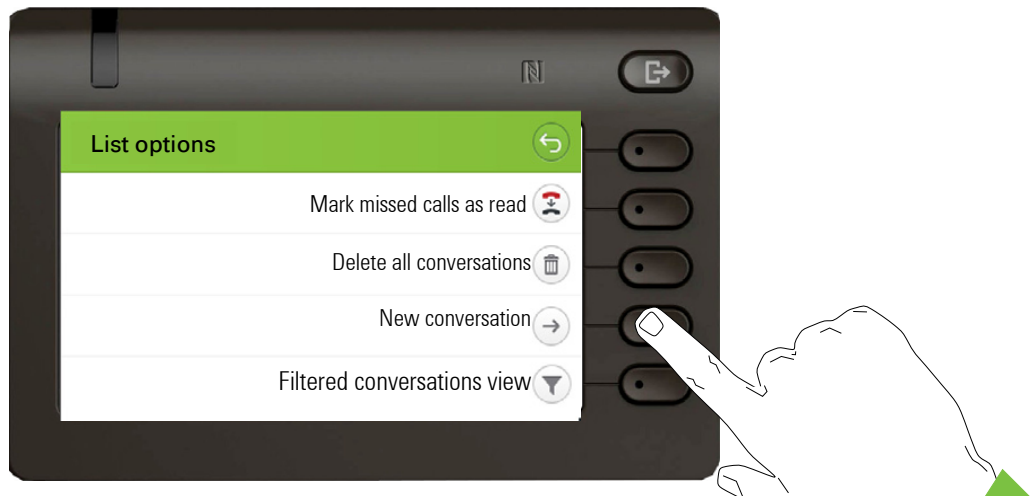 List options
Mark missed calls as read
Delete all conversations
New conversation
Filtered conversations view